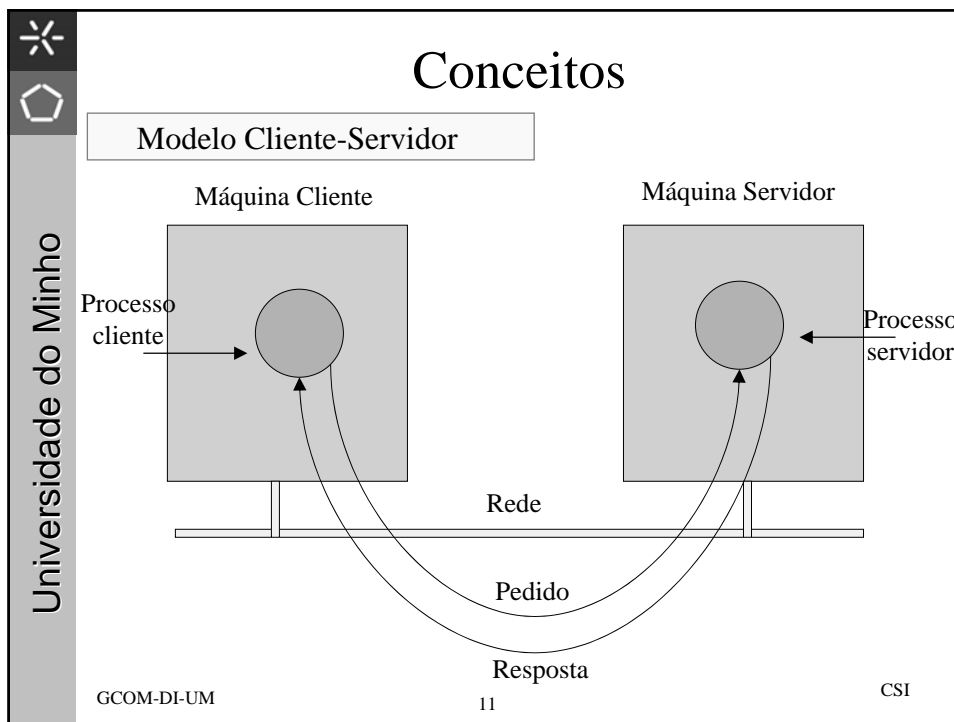 Conceitos
Modelo Cliente-Servidor
Máquina Cliente
Máquina Servidor
Processo
cliente
Processo
servidor
Rede
Pedido
Resposta
Universidade do Minho
GCOM-DI-UM
11
CSI